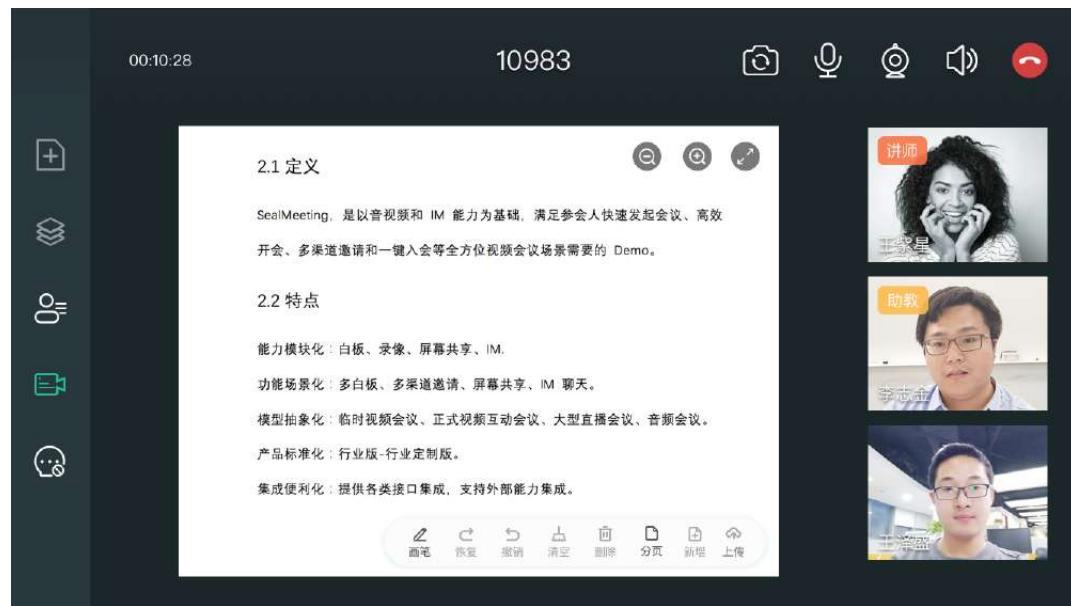 00:10:28
10983
2.1 定义
SealMeeting，是以音视频和 IM 能力为基础，满足参会人快速发起会议、高效
开会、多渠道邀请和一键入会等全方位视频会议场景需要的 Demo。
2.2 特点
能力模块化：白板、录像、屏幕共享、IM.
功能场景化：多白板、多渠道邀请、屏幕共享、IM 聊天。
模型抽象化：临时视频会议、正式视频互动会议、大型直播会议、音频会议。
产品标准化：行业版-行业定制版。
集成便利化：提供各类接口集成，支持外部能力集成。
画笔 恢复 撤销 清空 删除 分页 新增 上传
讲师
王紫星
助教
李志金
王泽盛